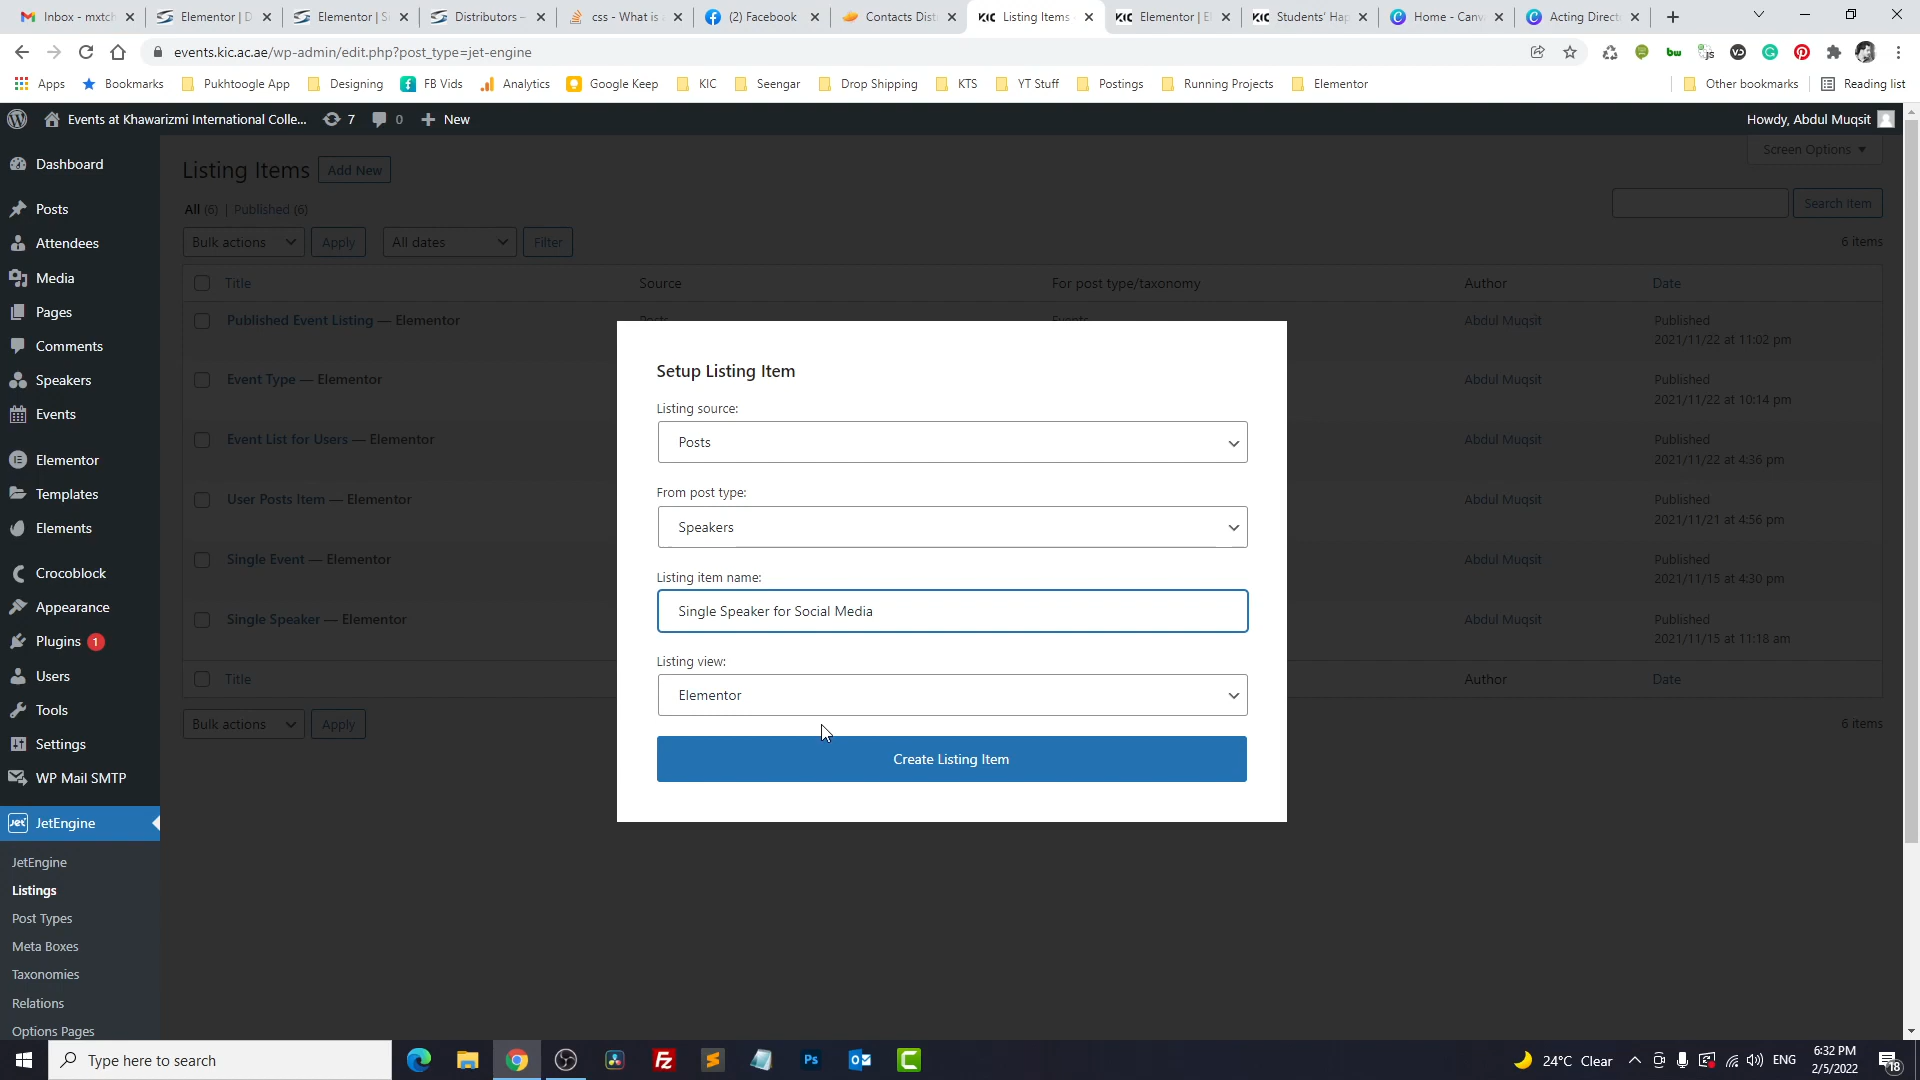 Inbox - mxtch
Elementor | D
Elementor | S
Distributors –
css - What is
(2) Facebook
Contacts Dist
Listing Items
Elementor | E
Students' Hap
Home - Canv
Acting Direct
events.kic.ac.ae/wp-admin/edit.php?post_type=jet-engine
Apps
Bookmarks
Pukhtoogle App
Designing
FB Vids
Analytics
Google Keep
KIC
Seengar
Drop Shipping
KTS
YT Stuff
Postings
Running Projects
Elementor
Other bookmarks
Reading list
Events at Khawarizmi International Colle...
7
0
New
Howdy, Abdul Muqsit
Dashboard
Posts
Attendees
Media
Pages
Comments
Speakers
Events
Elementor
Templates
Elements
Crocoblock
Appearance
Plugins 1
Users
Tools
Settings
WP Mail SMTP
JetEngine
JetEngine
Listings
Post Types
Meta Boxes
Taxonomies
Relations
Options Pages
Screen Options
Listing Items
Add New
All (6) | Published (6)
Search Item
Bulk actions
Apply
All dates
Filter
6 items
Title
Source
For post type/taxonomy
Author
Date
Published Event Listing — Elementor
Posts
Events
Abdul Muqsit
Published
2021/11/22 at 11:02 pm
Event Type — Elementor
Abdul Muqsit
Published
2021/11/22 at 10:14 pm
Event List for Users — Elementor
Abdul Muqsit
Published
2021/11/22 at 4:36 pm
User Posts Item — Elementor
Abdul Muqsit
Published
2021/11/21 at 4:56 pm
Single Event — Elementor
Abdul Muqsit
Published
2021/11/15 at 4:30 pm
Single Speaker — Elementor
Abdul Muqsit
Published
2021/11/15 at 11:18 am
Title
Author
Date
Bulk actions
Apply
6 items
Setup Listing Item
Listing source:
Posts
From post type:
Speakers
Listing item name:
Single Speaker for Social Media
Listing view:
Elementor
Create Listing Item
Type here to search
24°C Clear
ENG
6:32 PM
2/5/2022
18